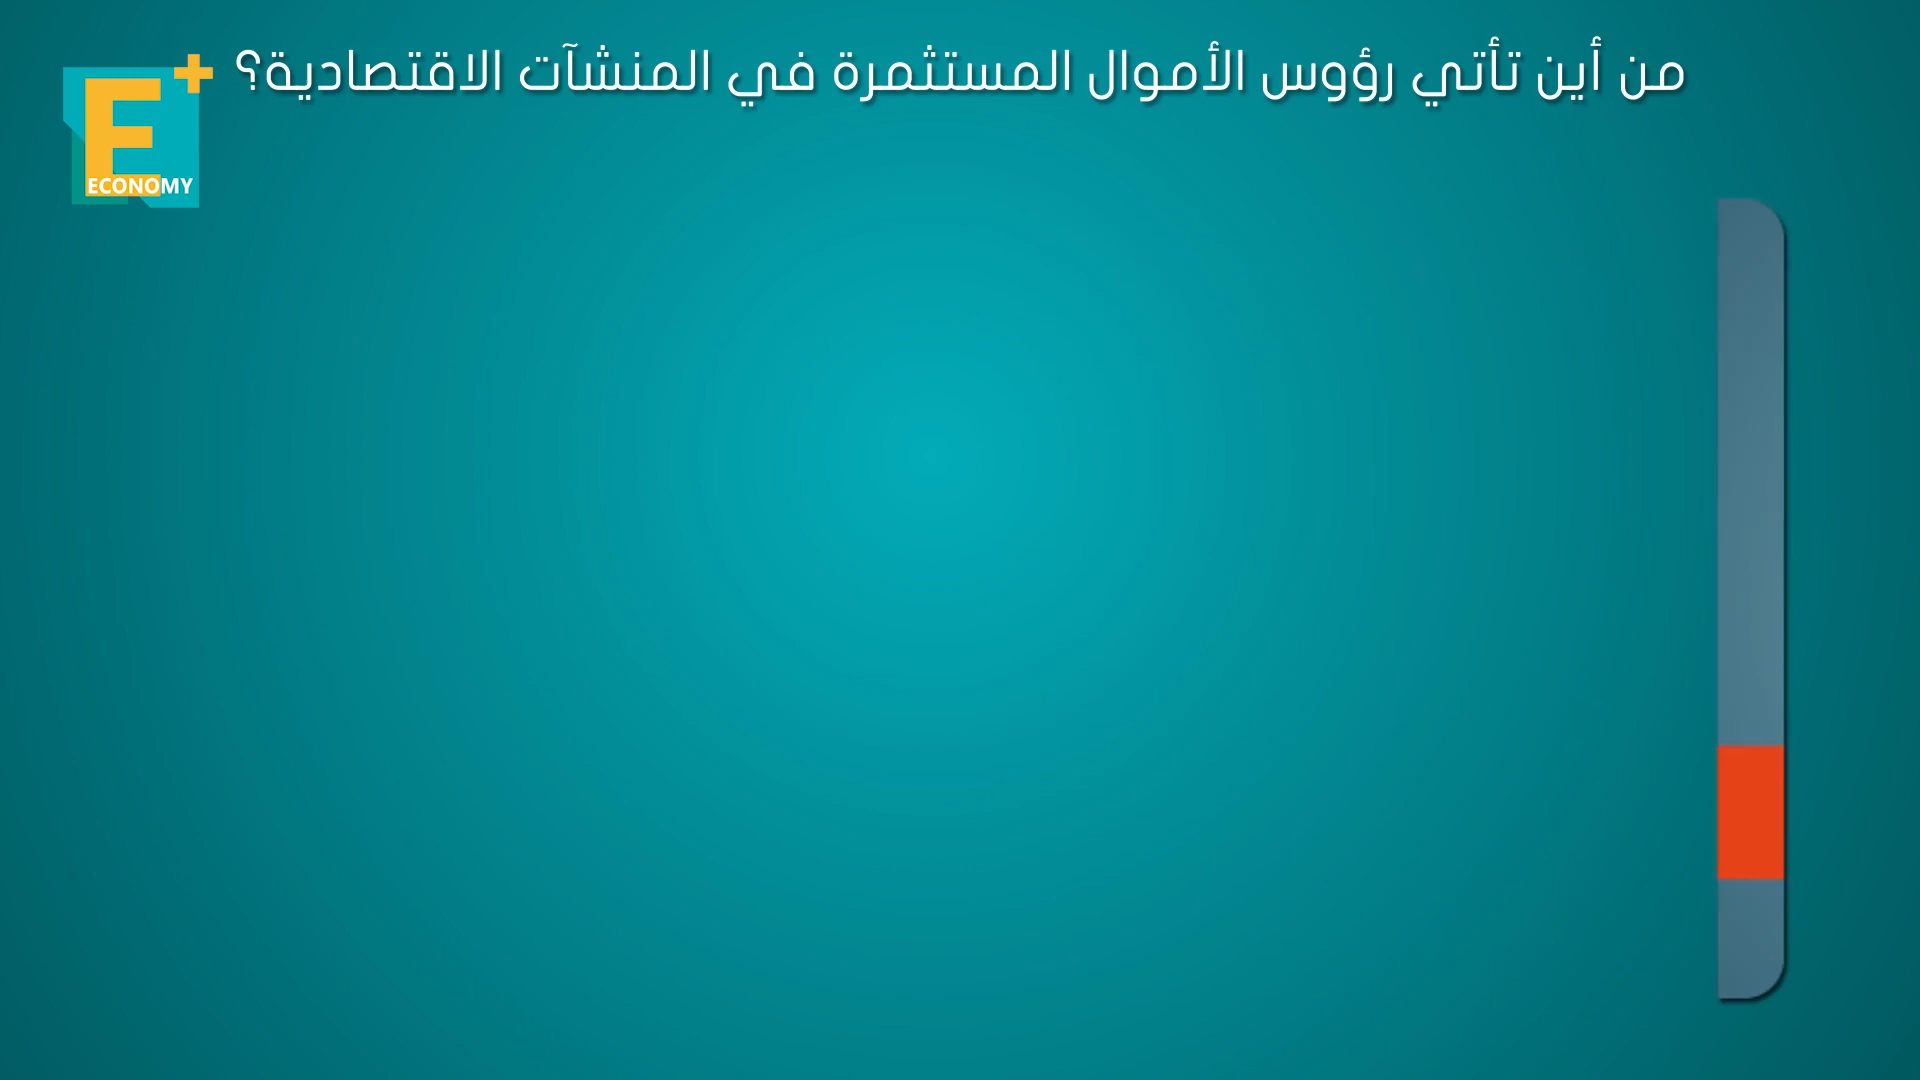 من أين تأتي رؤوس الأموال المستثمرة في المنشآت الاقتصادية؟
E+
ECONOMY